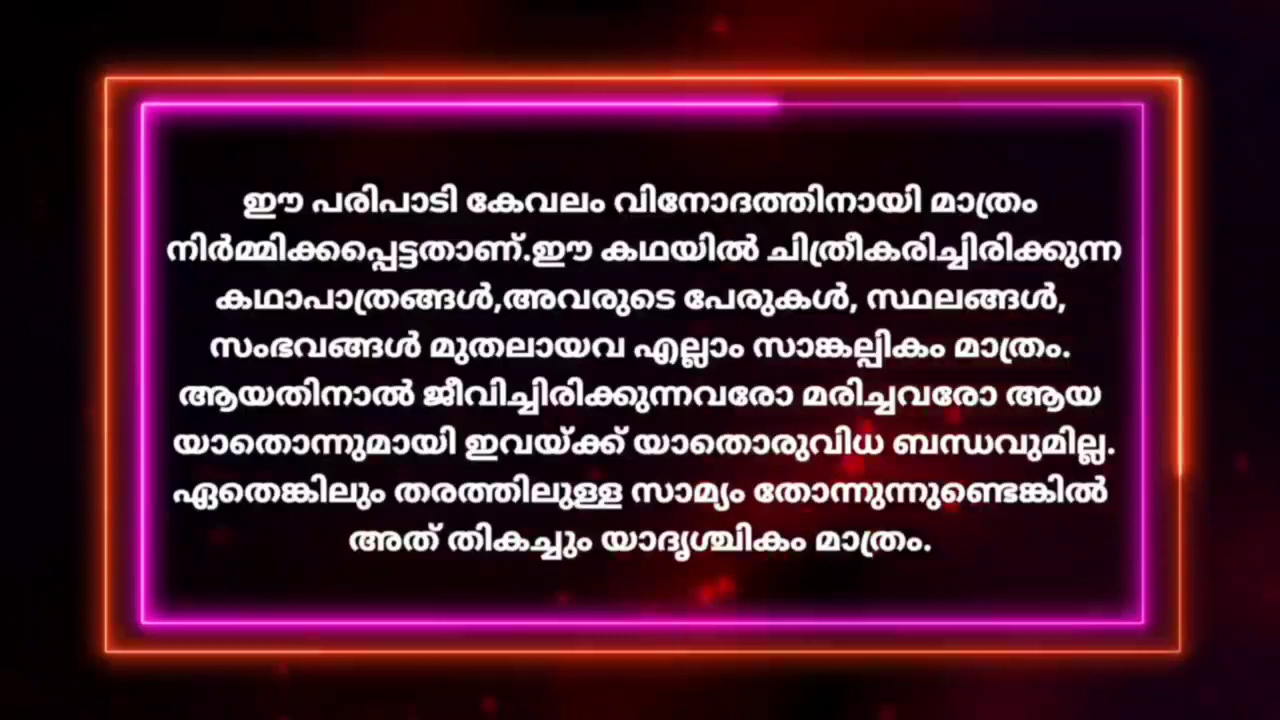 ഈ പരിപാടി കേവലം വിനോദത്തിനായി മാത്രം
നിർമ്മിക്കപ്പെട്ടതാണ്.ഈ കഥയിൽ ചിത്രീകരിച്ചിരിക്കുന്ന
കഥാപാത്രങ്ങൾ,അവരുടെ പേരുകൾ, സ്ഥലങ്ങൾ,
സംഭവങ്ങൾ മുതലായവ എല്ലാം സാങ്കല്പികം മാത്രം.
ആയതിനാൽ ജീവിച്ചിരിക്കുന്നവരോ മരിച്ചവരോ ആയ
യാതൊന്നുമായി ഇവയ്ക്ക് യാതൊരുവിധ ബന്ധവുമില്ല.
ഏതെങ്കിലും തരത്തിലുള്ള സാമ്യം തോന്നുന്നുണ്ടെങ്കിൽ
അത് തികച്ചും യാദൃശ്ചികം മാത്രം.